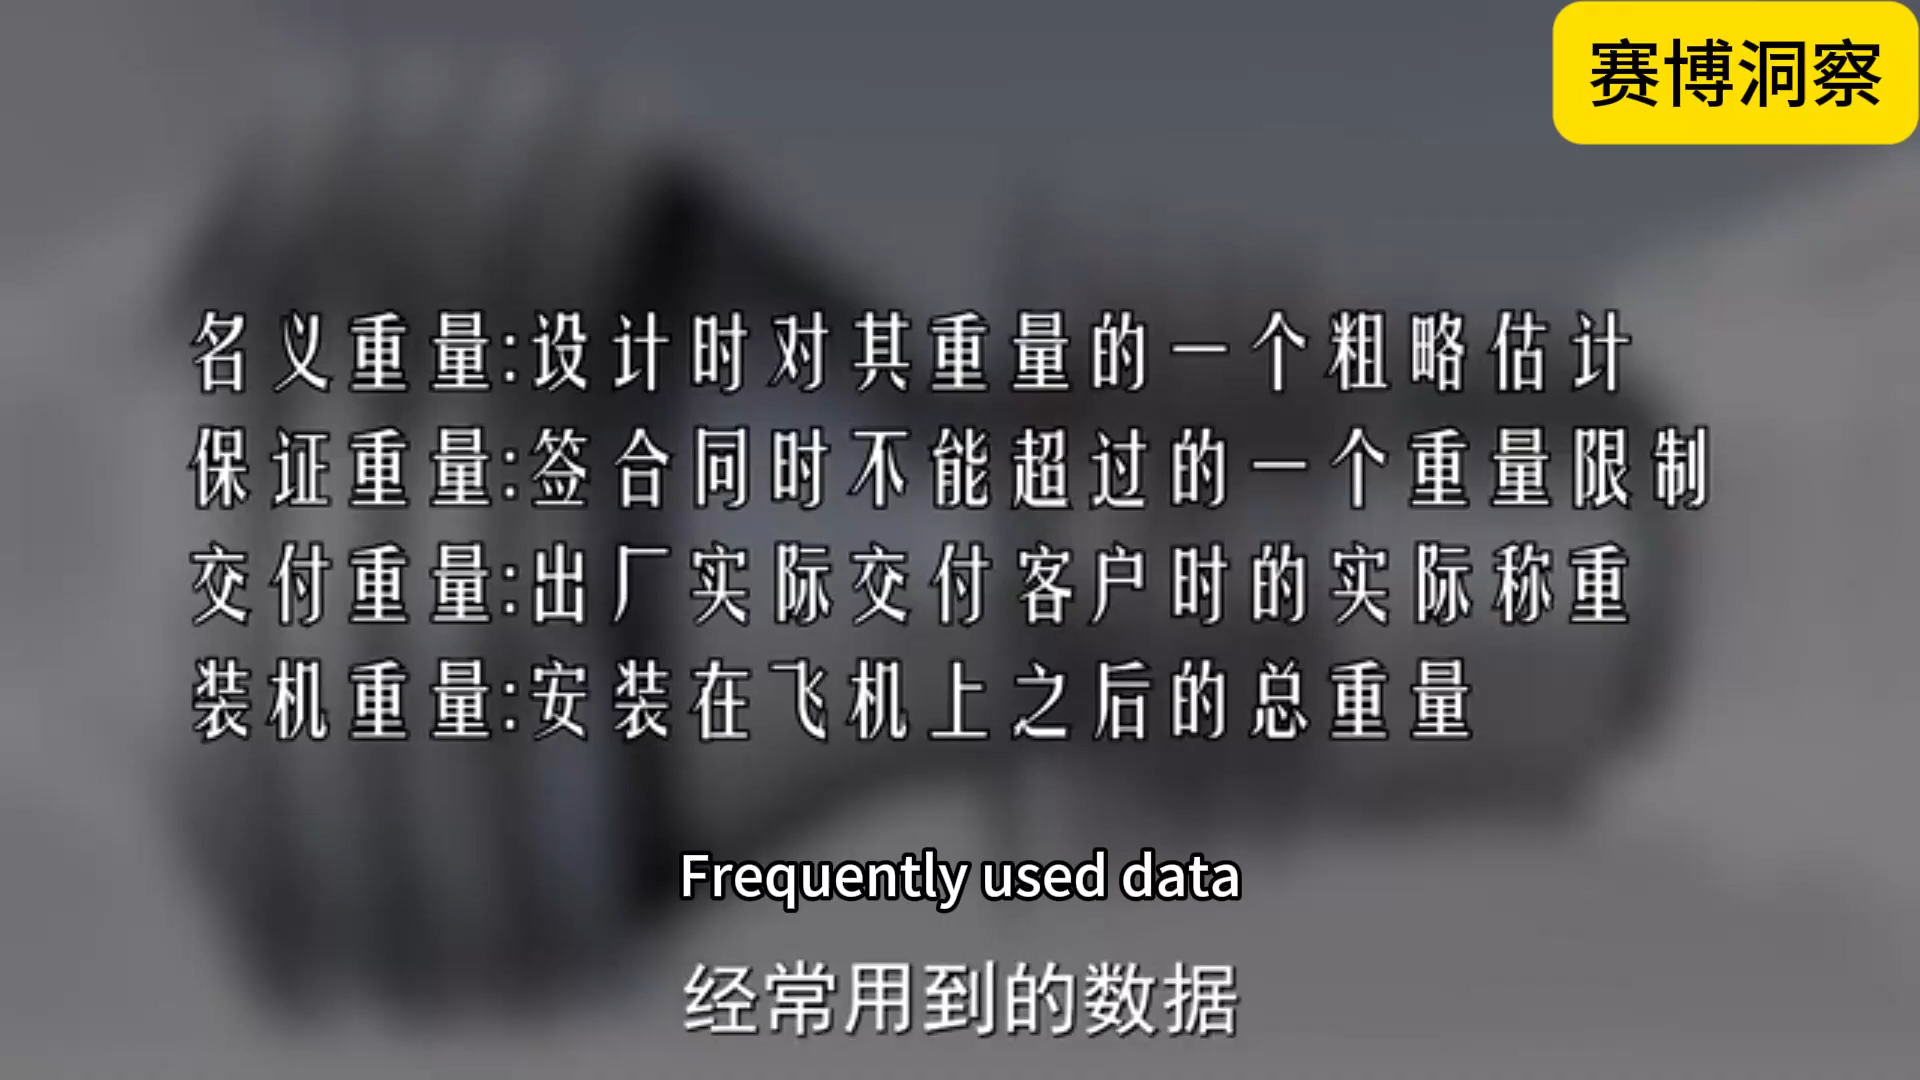 赛博洞察
名义重量:设计时对其重量的一个粗略估计
保证重量:签合同时不能超过的一个重量限制
交付重量:出厂实际交付客户时的实际称重
装机重量:安装在飞机上之后的总重量
Frequently used data
经常用到的数据